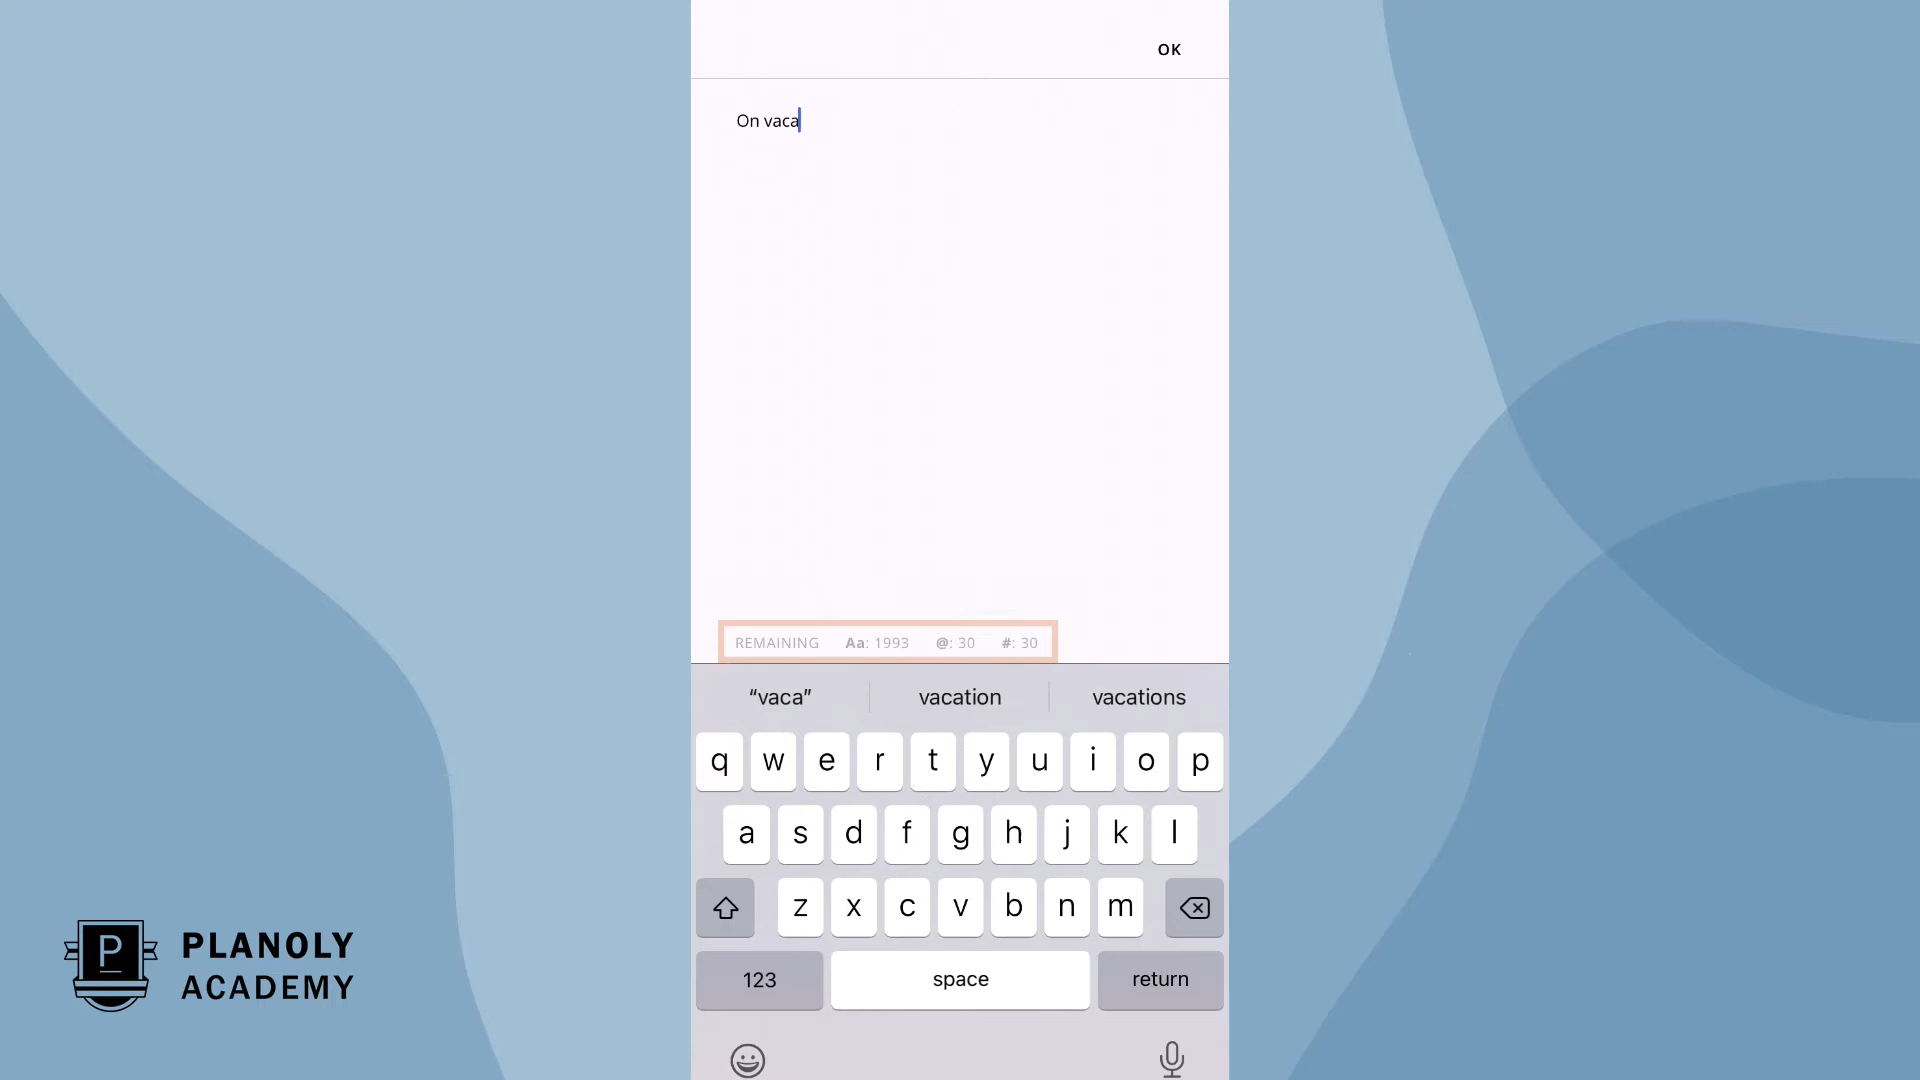 OK
On vaca
REMAINING Aa: 1993 @: 30 #: 30
“vaca” vacation vacations
q w e r t y u i o p
a s d f g h j k l
z x c v b n m
123 space return
P
PLANOLY
ACADEMY